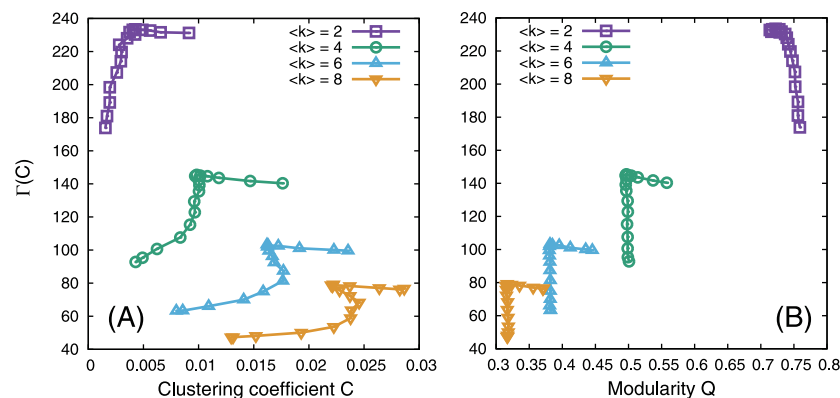 240
220
200
180
160
140
120
100
80
60
40
Γ(C)
<k> = 2
<k> = 4
<k> = 6
<k> = 8
(A)
0 0.005 0.01 0.015 0.02 0.025 0.03
Clustering coefficient C
240
220
200
180
160
140
120
100
80
60
40
<k> = 2
<k> = 4
<k> = 6
<k> = 8
(B)
0.3 0.35 0.4 0.45 0.5 0.55 0.6 0.65 0.7 0.75 0.8
Modularity Q